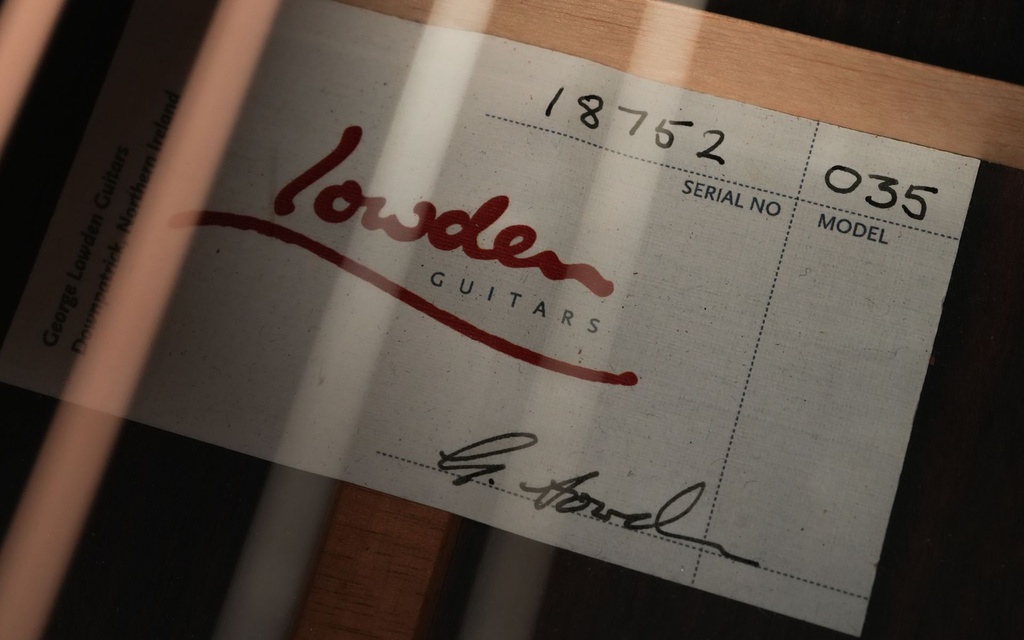 George Lowden Guitars
Downpatrick, Northern Ireland
lowden
GUITARS
18752
SERIAL NO
035
MODEL
G. Lowden